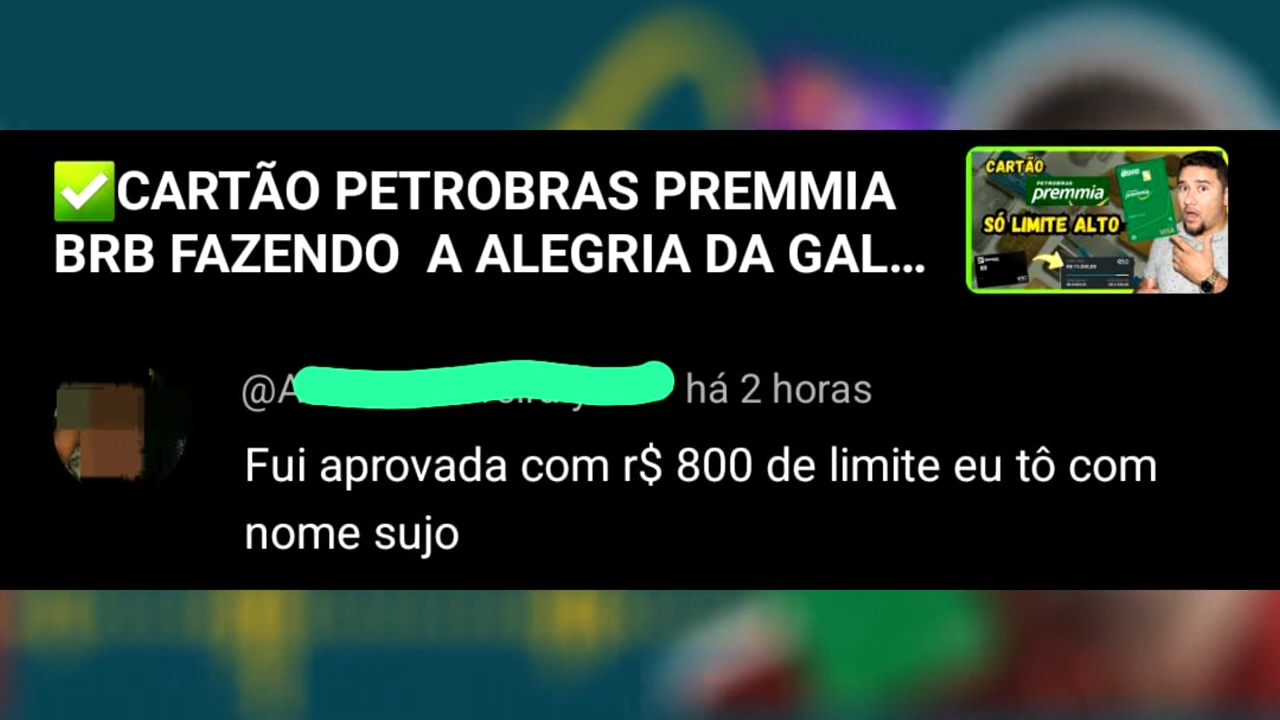 ✅CARTÃO PETROBRAS PREMMIA
BRB FAZENDO A ALEGRIA DA GAL...
CARTÃO
PETROBRAS
premmia
SÓ LIMITE ALTO
VISA
@A
há 2 horas
Fui aprovada com r$ 800 de limite eu tô com
nome sujo